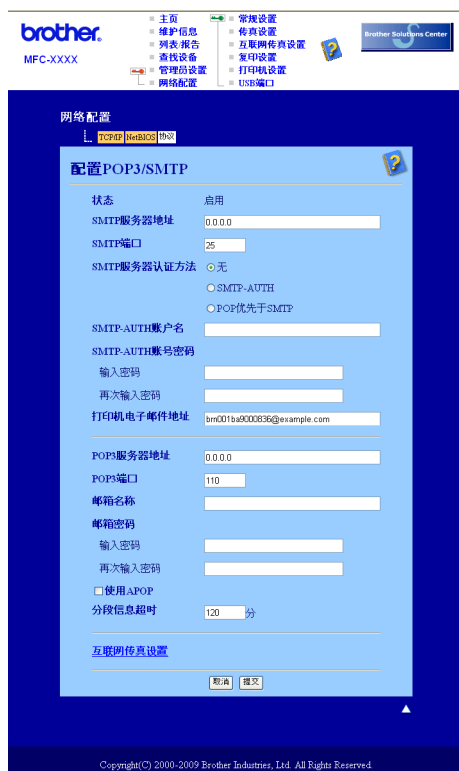 brother.
MFC-XXXX
主页
维护信息
列表/报告
查找设备
管理员设置
网络配置
常规设置
传真设置
互联网传真设置
复印设置
打印机设置
USB端口
Brother Solutions Center
网络配置
TCP/IP NetBIOS 协议
配置POP3/SMTP
状态 启用
SMTP服务器地址 0.0.0.0
SMTP端口 25
SMTP服务器认证方法 无
SMTP-AUTH
POP优先于SMTP
SMTP-AUTH账户名
SMTP-AUTH账号密码
输入密码
再次输入密码
打印机电子邮件地址 brn001ba9000836@example.com
POP3服务器地址 0.0.0.0
POP3端口 110
邮箱名称
邮箱密码
输入密码
再次输入密码
使用APOP
分段信息超时 120 分
互联网传真设置
取消 提交
Copyright(C) 2000-2009 Brother Industries, Ltd. All Rights Reserved.